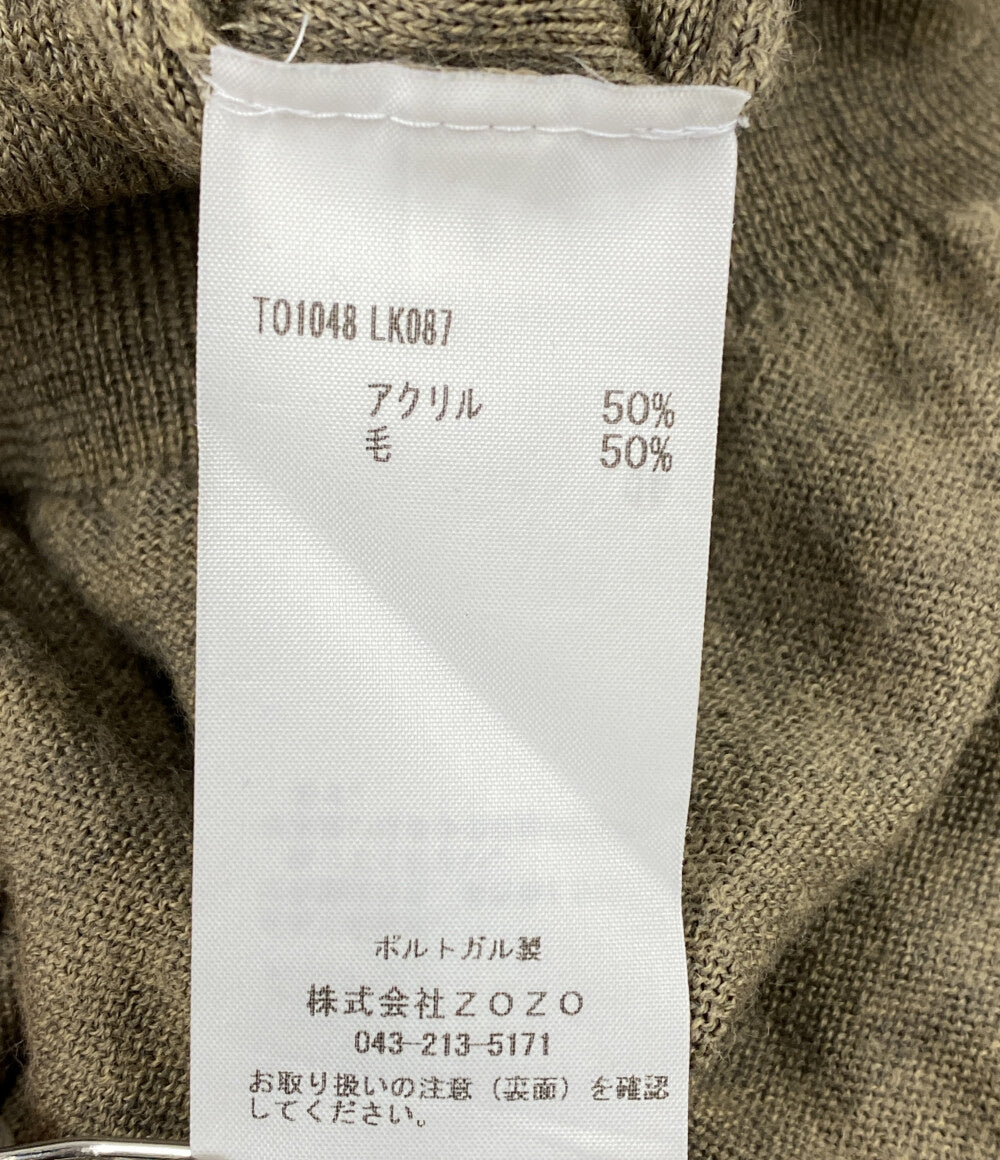 TO1048 LK087
アクリル 50%
毛 50%
ポルトガル製
株式会社ZOZO
043-213-5171
お取り扱いの注意（裏面）を確認
してください。